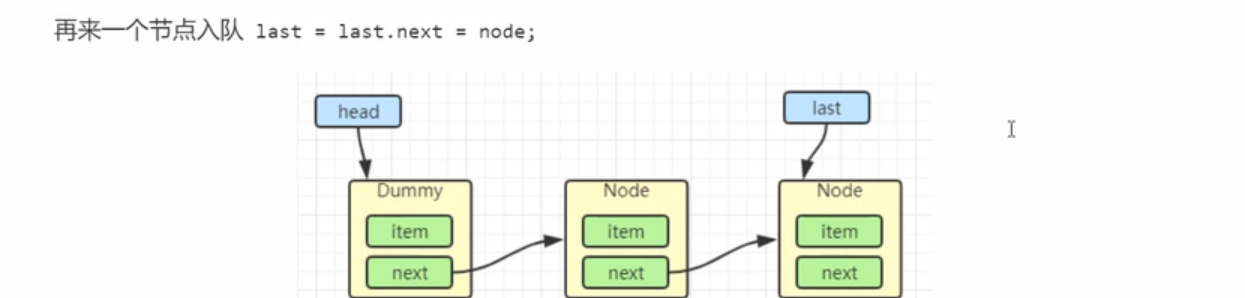 再来一个节点入队 last = last.next = node;
head
last
Dummy
Node
Node
item
item
item
next
next
next